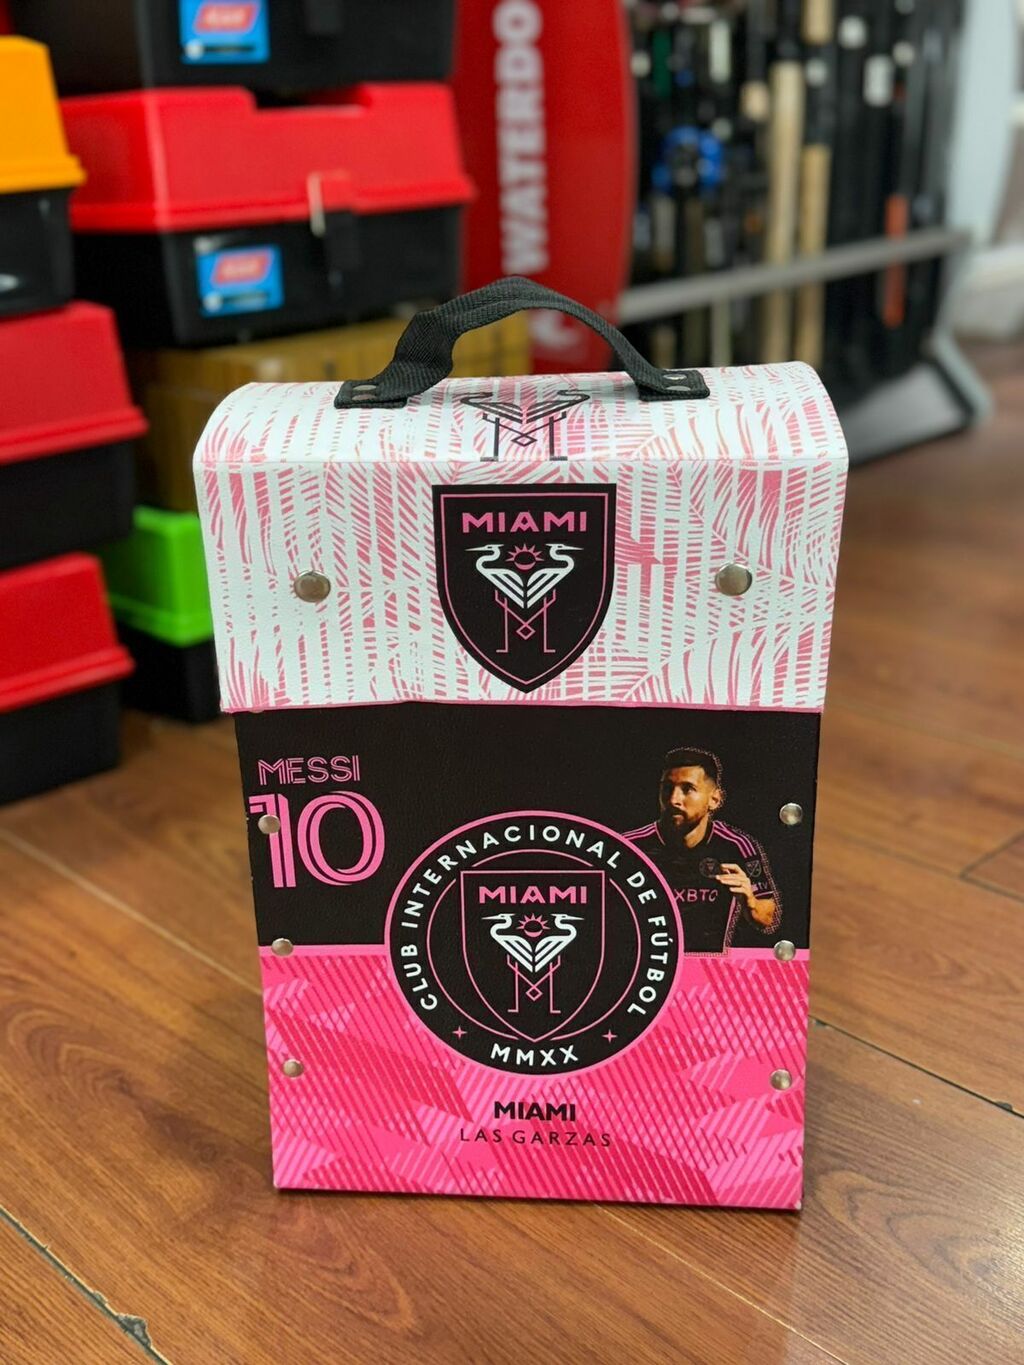 WATERDO
MIAMI
MESSI
10
CLUB INTERNACIONAL DE FÚTBOL
MIAMI
MMXX
XBTO
MIAMI
LAS GARZAS